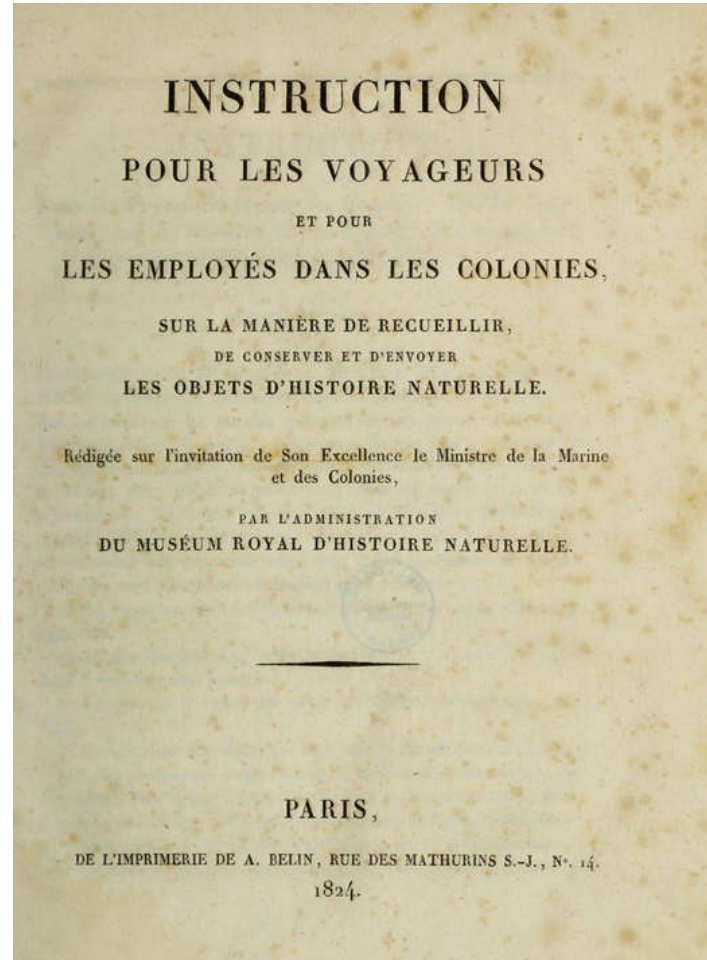 INSTRUCTION
POUR LES VOYAGEURS
ET POUR
LES EMPLOYÉS DANS LES COLONIES,
SUR LA MANIÈRE DE RECUEILLIR,
DE CONSERVER ET D'ENVOYER
LES OBJETS D'HISTOIRE NATURELLE.
Rédigée sur l'invitation de Son Excellence le Ministre de la Marine
et des Colonies,
PAR L'ADMINISTRATION
DU MUSÉUM ROYAL D'HISTOIRE NATURELLE.
PARIS,
DE L'IMPRIMERIE DE A. BELIN, RUE DES MATHURINS S.-J., Nº. 14.
1824.